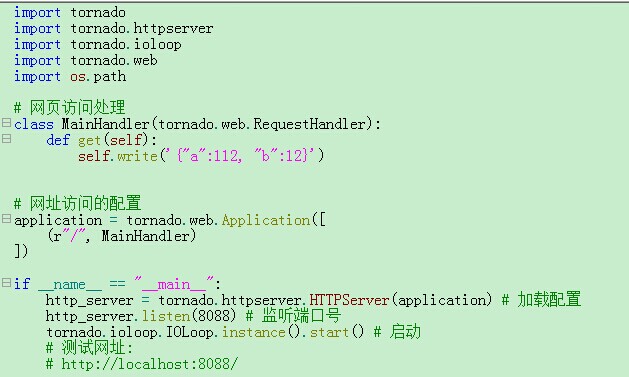 import tornado
import tornado.httpserver
import tornado.ioloop
import tornado.web
import os.path
# 网页访问处理
class MainHandler(tornado.web.RequestHandler):
    def get(self):
        self.write('{"a":112, "b":12}')
# 网址访问的配置
application = tornado.web.Application([
    (r"/", MainHandler)
])
if __name__ == "__main__":
    http_server = tornado.httpserver.HTTPServer(application) # 加载配置
    http_server.listen(8088) # 监听端口号
    tornado.ioloop.IOLoop.instance().start() # 启动
    # 测试网址:
    # http://localhost:8088/